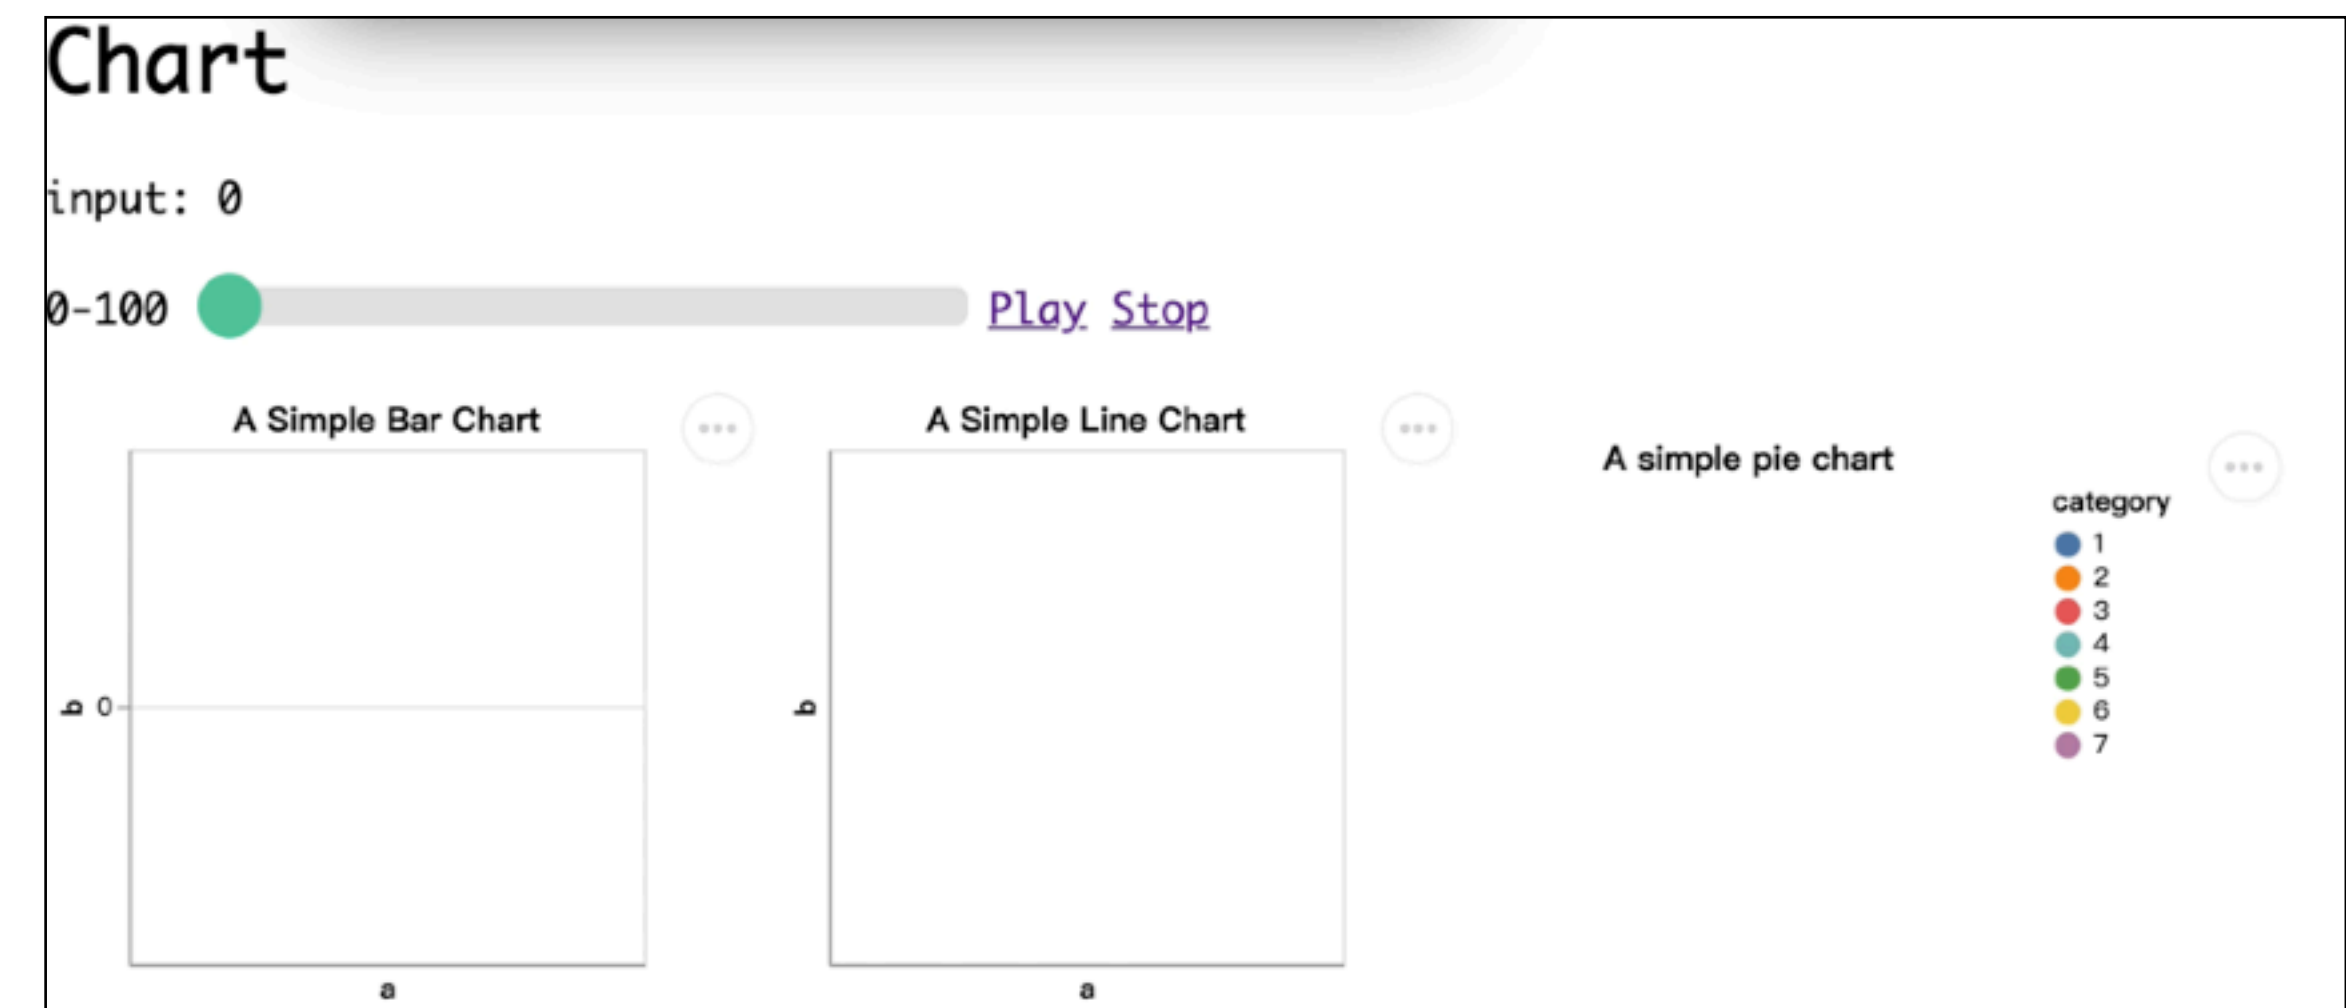 Chart
input: 0
0-100 Play Stop
A Simple Bar Chart
b
0
a
A Simple Line Chart
b
a
A simple pie chart
category
1
2
3
4
5
6
7